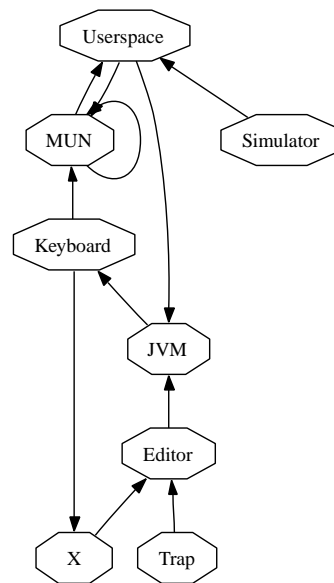 Userspace
MUN
Simulator
Keyboard
JVM
Editor
X
Trap